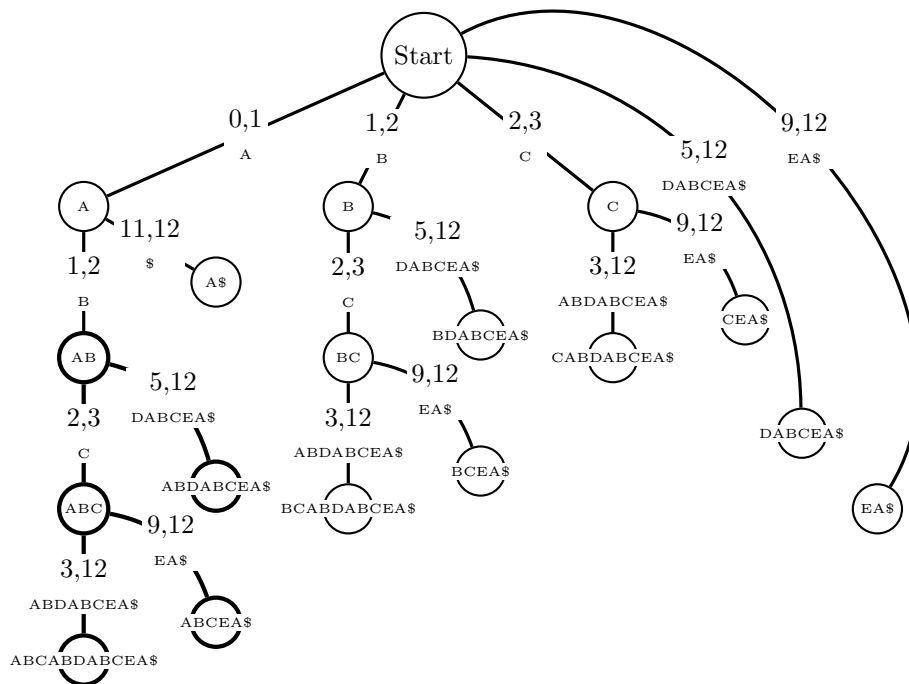 Start
0,1
A
1,2
B
2,3
C
5,12
DABCEA$
9,12
EA$
A
B
C
11,12
$
1,2
B
A$
5,12
DABCEA$
2,3
C
BDABCEA$
9,12
EA$
3,12
ABDABCEA$
CEA$
CABDABCEA$
AB
BC
5,12
DABCEA$
2,3
C
ABDABCEA$
9,12
EA$
3,12
ABDABCEA$
BCEA$
BCABDABCEA$
DABCEA$
EA$
ABC
9,12
EA$
3,12
ABDABCEA$
ABCEA$
ABCABDABCEA$